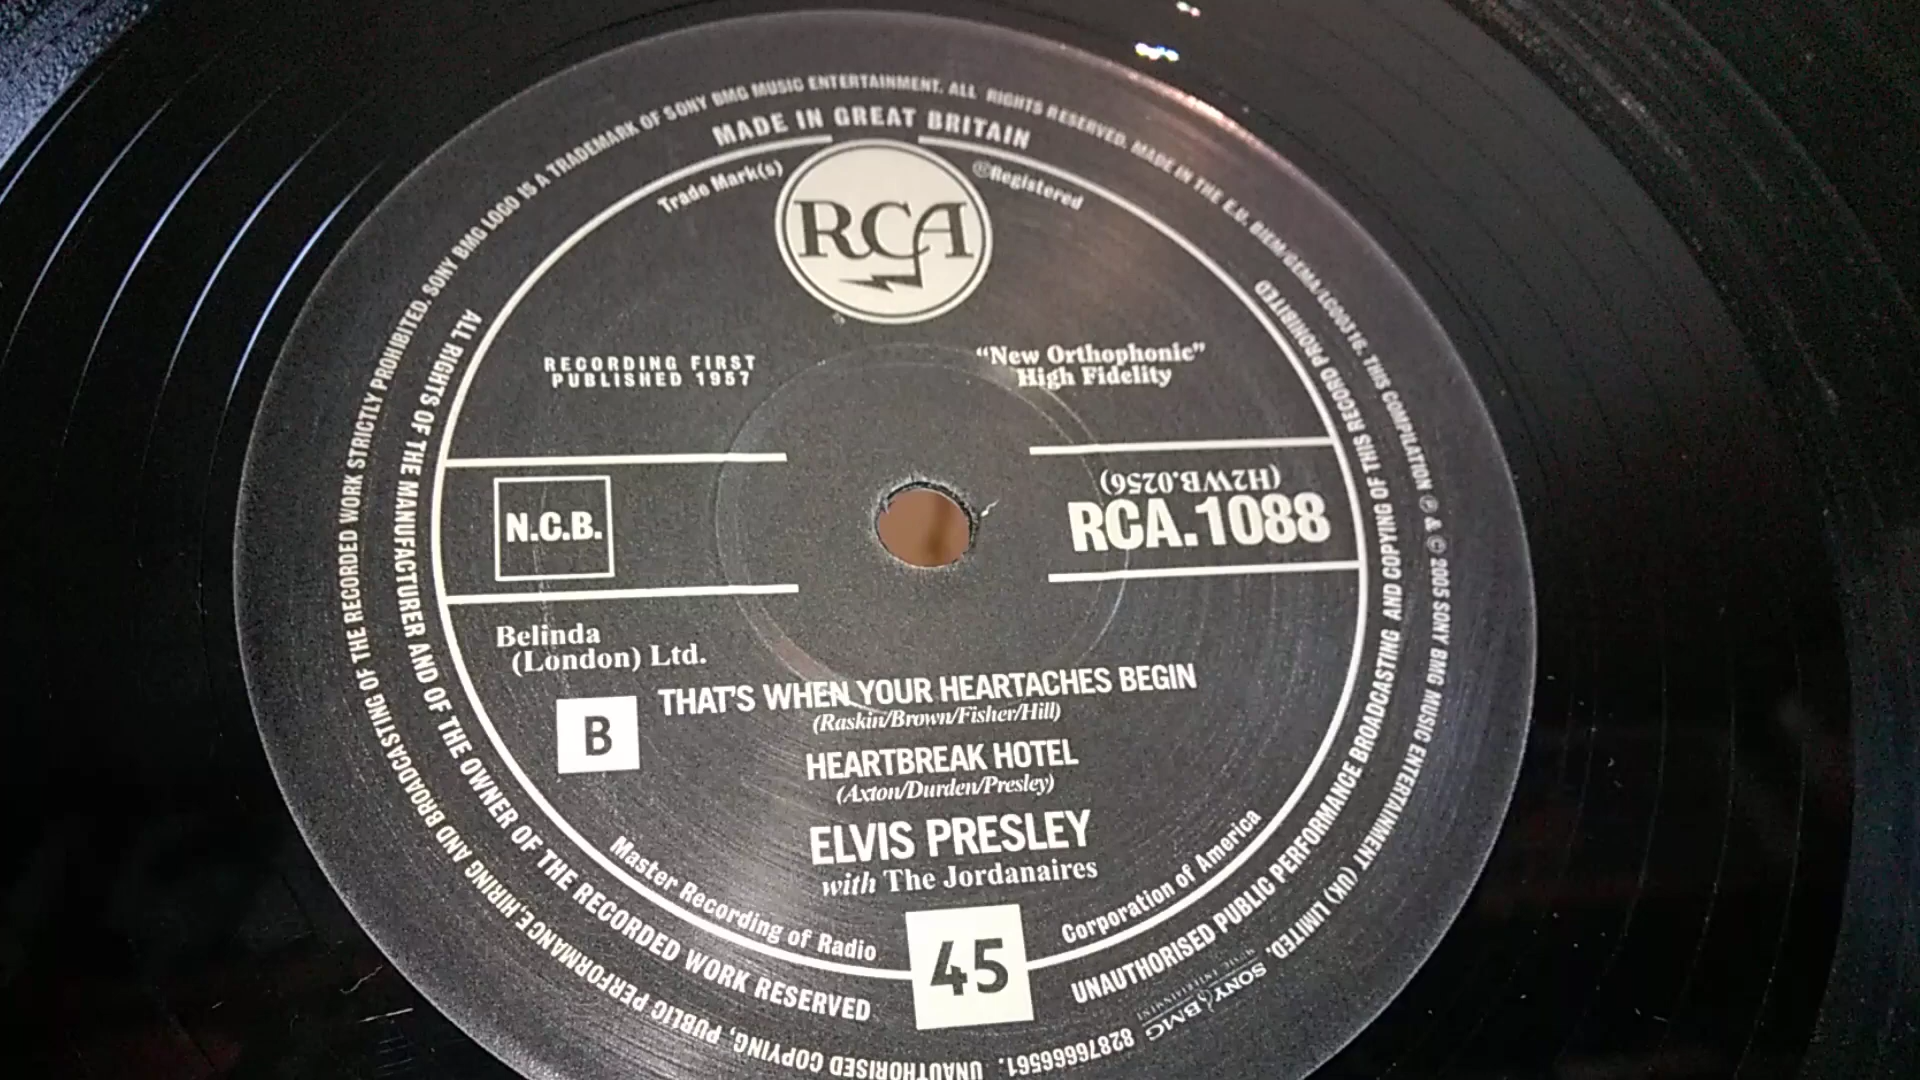 UNAUTHORISED COPYING, PUBLIC PERFORMANCE, HIRING AND BROADCASTING OF THE RECORDED WORK STRICTLY PROHIBITED. SONY BMG LOGO IS A TRADEMARK OF SONY BMG MUSIC ENTERTAINMENT. ALL RIGHTS RESERVED. MADE IN THE E.U. BIEM/GEMA/LC00316. THIS COMPILATION ℗ & © 2005 SONY BMG MUSIC ENTERTAINMENT (UK) LIMITED.
MADE IN GREAT BRITAIN
Trade Mark(s)
®Registered
RCA
ALL RIGHTS OF THE MANUFACTURER AND OF THE OWNER OF THE RECORDED WORK RESERVED
UNAUTHORISED PUBLIC PERFORMANCE BROADCASTING AND COPYING OF THIS RECORD PROHIBITED
RECORDING FIRST
PUBLISHED 1957
"New Orthophonic"
High Fidelity
N.C.B.
(H2WB.0256)
RCA.1088
Belinda
(London) Ltd.
B
THAT'S WHEN YOUR HEARTACHES BEGIN
(Raskin/Brown/Fisher/Hill)
HEARTBREAK HOTEL
(Axton/Durden/Presley)
ELVIS PRESLEY
with The Jordanaires
Master Recording of Radio
Corporation of America
45
SONY BMG
MUSIC ENTERTAINMENT
82876666561.